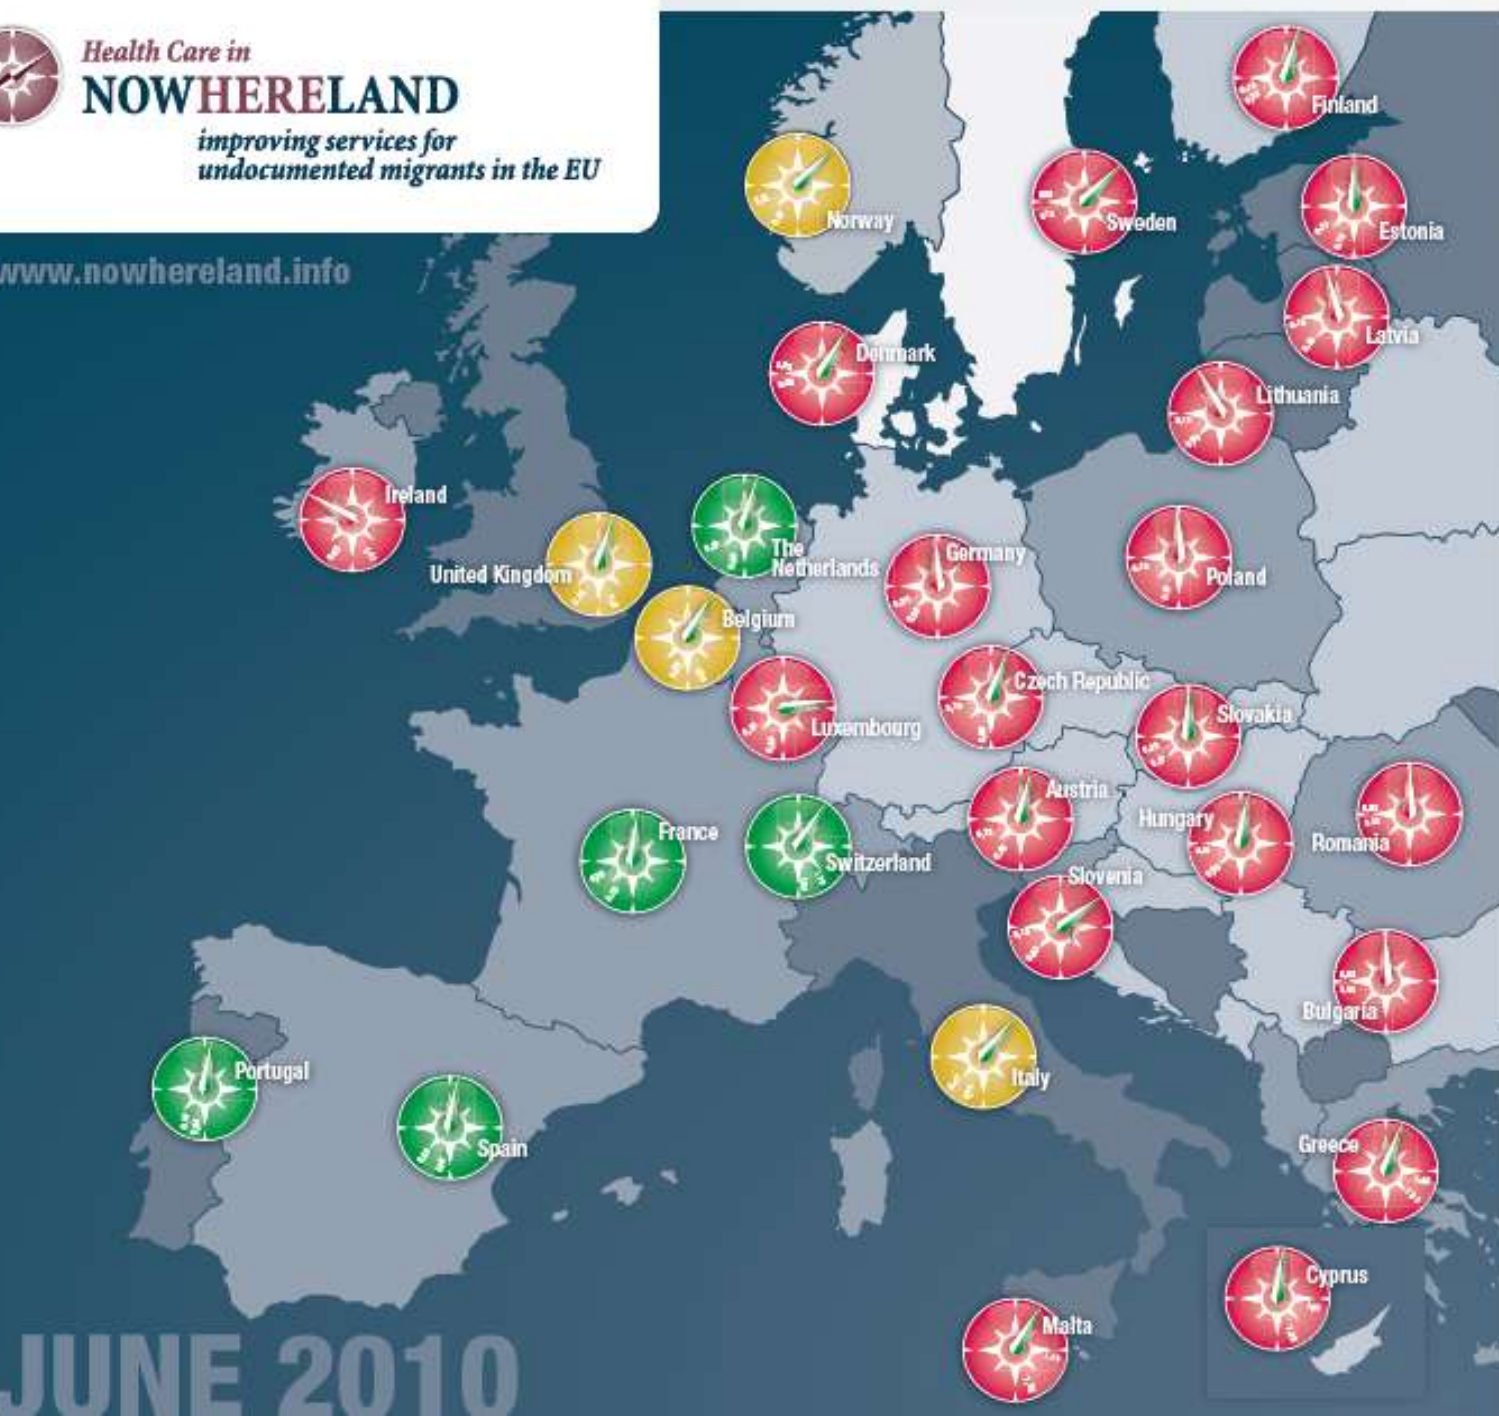 Health Care in
NOWHERELAND
improving services for
undocumented migrants in the EU
www.nowhereland.info
Finland
Norway
Sweden
Estonia
Latvia
Denmark
Lithuania
Ireland
United Kingdom
The
Netherlands
Germany
Poland
Belgium
Czech Republic
Luxembourg
Slovakia
Austria
France
Hungary
Switzerland
Romania
Slovenia
Bulgaria
Portugal
Italy
Spain
Greece
Cyprus
Malta
JUNE 2010